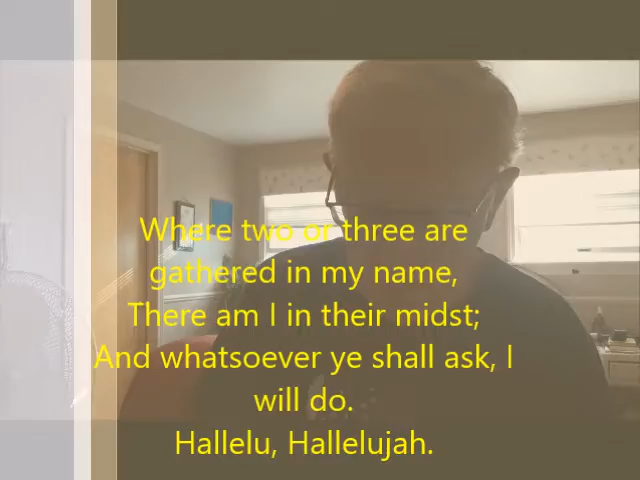 Where two or three are
gathered in my name,
There am I in their midst;
And whatsoever ye shall ask, I
will do.
Hallelu, Hallelujah.